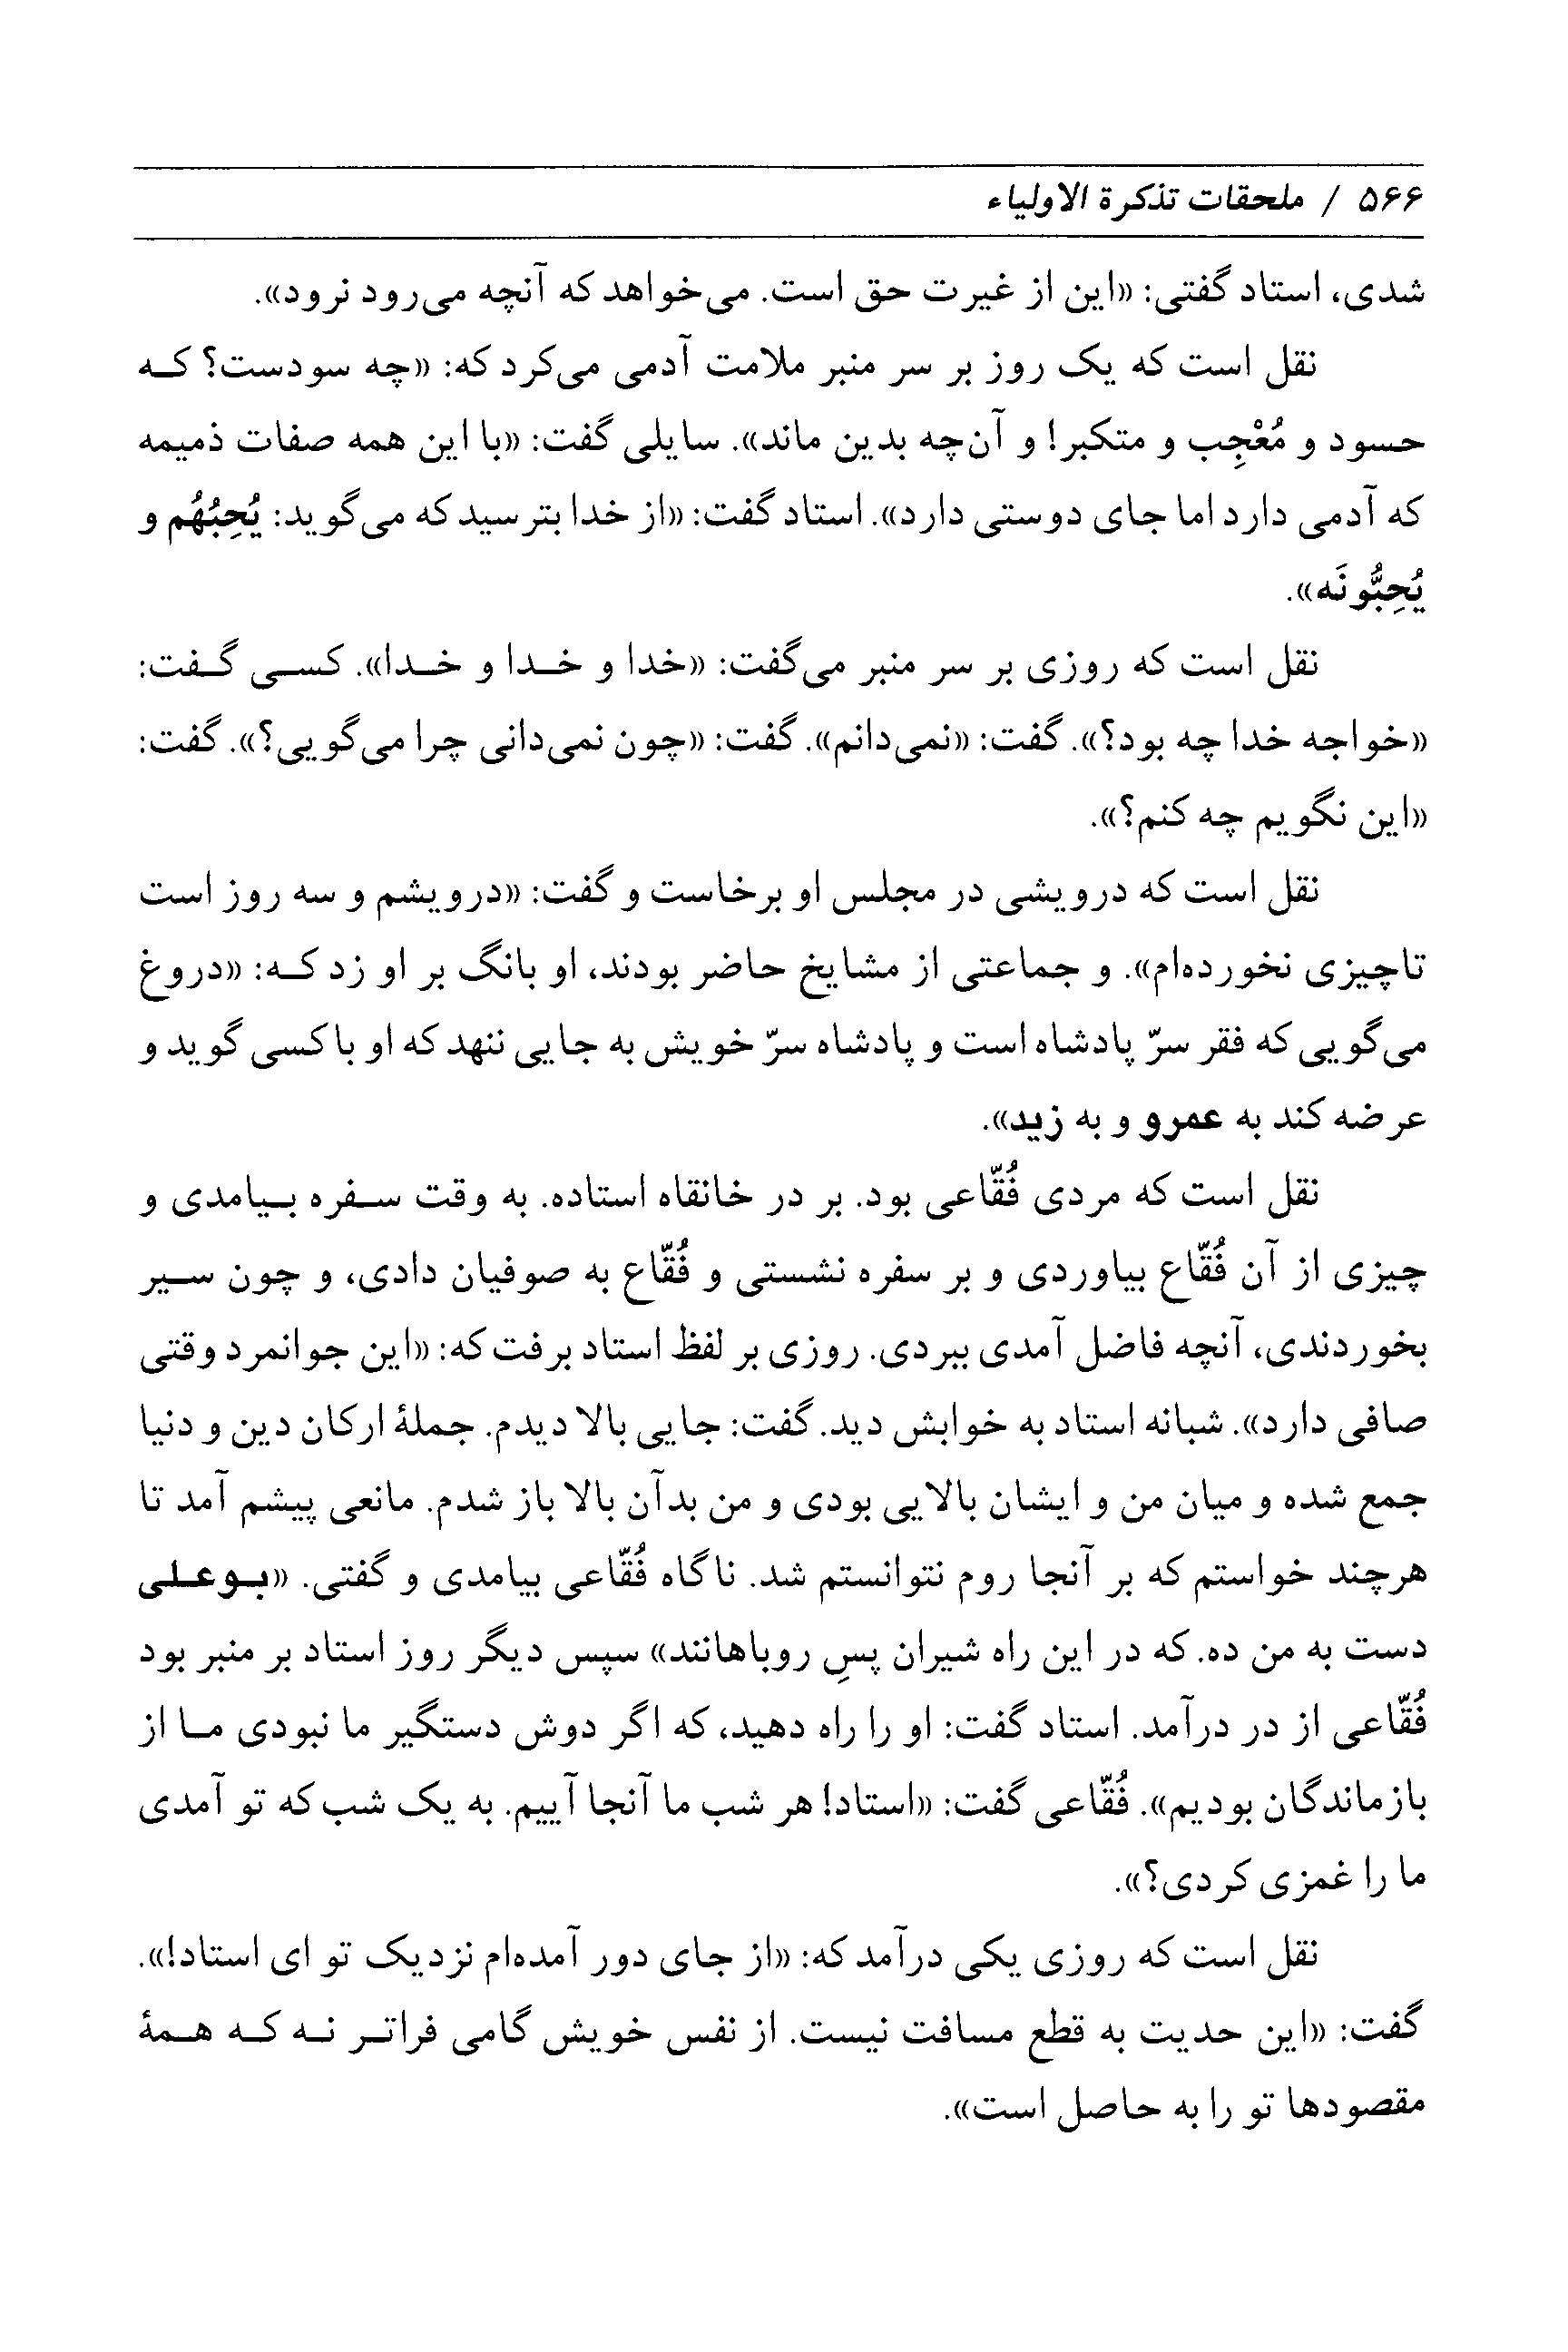 ۵۶۶ / ملحقات تذکرة الاولیاء
شدی، استاد گفتی: «این از غیرت حق است. می‌خواهد که آنچه می‌رود نرود».
نقل است که یک روز بر سر منبر ملامت آدمی می‌کرد که: «چه سودست؟ که
حسود و مُعْجِب و متکبر! و آن‌چه بدین ماند». سایلی گفت: «با این همه صفات ذمیمه
که آدمی دارد اما جای دوستی دارد». استاد گفت: «از خدا بترسید که می‌گوید: یُحِبُهُم و
یُحِبُّونَه».
نقل است که روزی بر سر منبر می‌گفت: «خدا و خدا و خدا». کسی گفت:
«خواجه خدا چه بود؟». گفت: «نمی‌دانم». گفت: «چون نمی‌دانی چرا می‌گویی؟». گفت:
«این نگویم چه کنم؟».
نقل است که درویشی در مجلس او برخاست و گفت: «درویشم و سه روز است
تاچیزی نخورده‌ام». و جماعتی از مشایخ حاضر بودند، او بانگ بر او زد که: «دروغ
می‌گویی که فقر سرّ پادشاه است و پادشاه سرّ خویش به جایی ننهد که او با کسی گوید و
عرضه کند به عمرو و به زید».
نقل است که مردی فُقّاعی بود. بر در خانقاه استاده. به وقت سفره بیامدی و
چیزی از آن فُقّاع بیاوردی و بر سفره نشستی و فُقّاع به صوفیان دادی، و چون سیر
بخوردندی، آنچه فاضل آمدی ببردی. روزی بر لفظ استاد برفت که: «این جوانمرد وقتی
صافی دارد». شبانه استاد به خوابش دید. گفت: جایی بالا دیدم. جملهٔ ارکان دین و دنیا
جمع شده و میان من و ایشان بالایی بودی و من بدآن بالا باز شدم. مانعی پیشم آمد تا
هرچند خواستم که بر آنجا روم نتوانستم شد. ناگاه فُقّاعی بیامدی و گفتی. «بوعلی
دست به من ده. که در این راه شیران پسِ روباهانند» سپس دیگر روز استاد بر منبر بود
فُقّاعی از در درآمد. استاد گفت: او را راه دهید، که اگر دوش دستگیر ما نبودی ما از
بازماندگان بودیم». فُقّاعی گفت: «استاد! هر شب ما آنجا آییم. به یک شب که تو آمدی
ما را غمزی کردی؟».
نقل است که روزی یکی درآمد که: «از جای دور آمده‌ام نزدیک تو ای استاد!».
گفت: «این حدیت به قطع مسافت نیست. از نفس خویش گامی فراتر نه که همهٔ
مقصودها تو را به حاصل است».